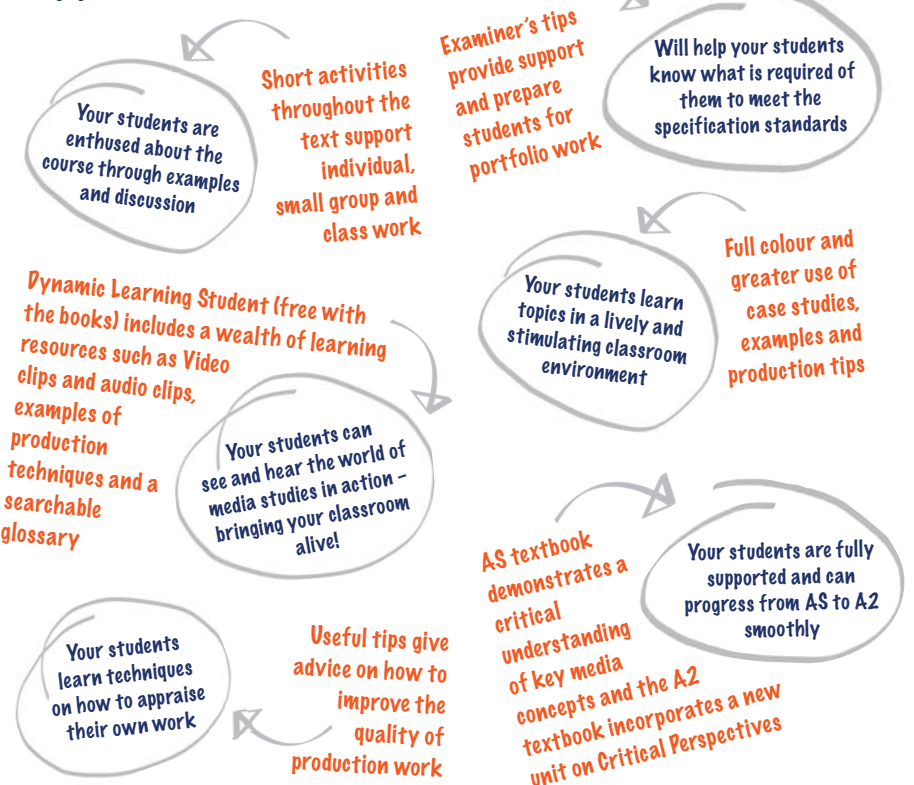 Short activities
throughout the
text support
individual,
small group and
class work
Your students are
enthused about the
course through examples
and discussion
Examiner's tips
provide support
and prepare
students for
portfolio work
Will help your students
know what is required of
them to meet the
specification standards
Dynamic Learning Student (free with
the books) includes a wealth of learning
resources such as Video
clips and audio clips,
examples of
production
techniques and a
searchable
glossary
Your students can
see and hear the world of
media studies in action –
bringing your classroom
alive!
Full colour and
greater use of
case studies,
examples and
production tips
Your students learn
topics in a lively and
stimulating classroom
environment
Useful tips give
advice on how to
improve the
quality of
production work
Your students
learn techniques
on how to appraise
their own work
AS textbook
demonstrates a
critical
understanding
of key media
concepts and the A2
textbook incorporates a new
unit on Critical Perspectives
Your students are fully
supported and can
progress from AS to A2
smoothly